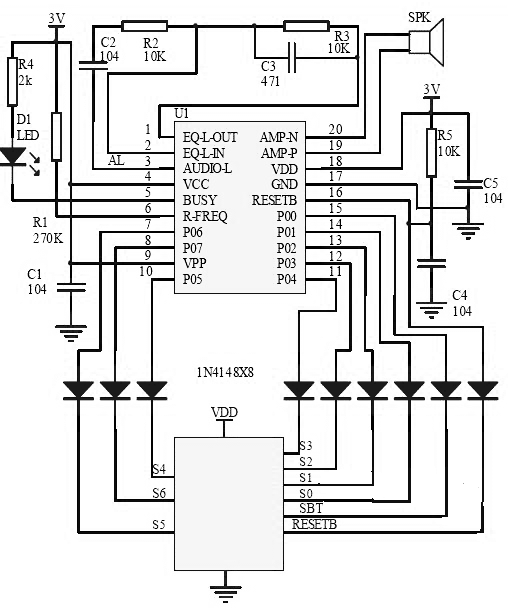 SPK
3V
C2
104
R2
10K
R3
10K
C3
471
R4
2k
3V
D1
LED
U1
R5
10K
1 EQ-L-OUT AMP-N 20
2 EQ-L-IN AMP-P 19
AL 3 AUDIO-L VDD 18
4 VCC GND 17
5 BUSY RESETB 16
6 R-FREQ P00 15
7 P06 P01 14
8 P07 P02 13
9 VPP P03 12
10 P05 P04 11
C5
104
R1
270K
C1
104
C4
104
1N4148X8
VDD
S3
S4
S2
S1
S6
S0
SBT
S5
RESETB